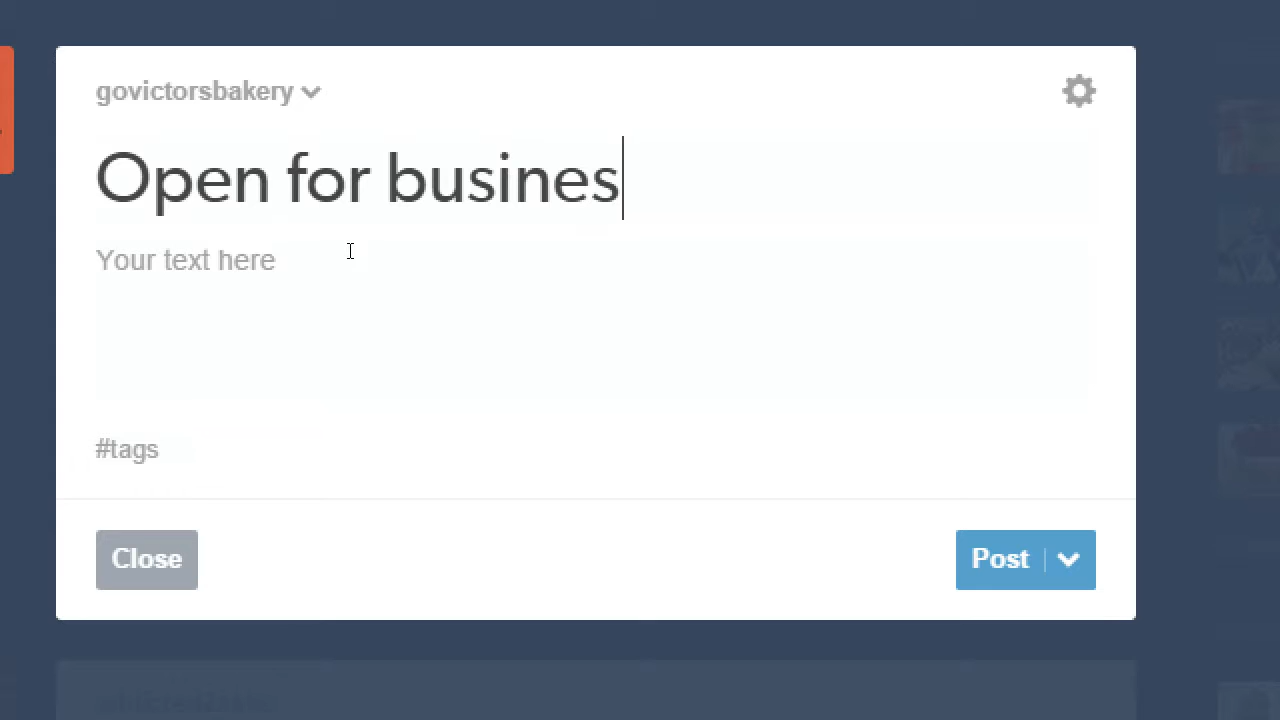 govictorsbakery
Open for busines
Your text here
#tags
Close
Post